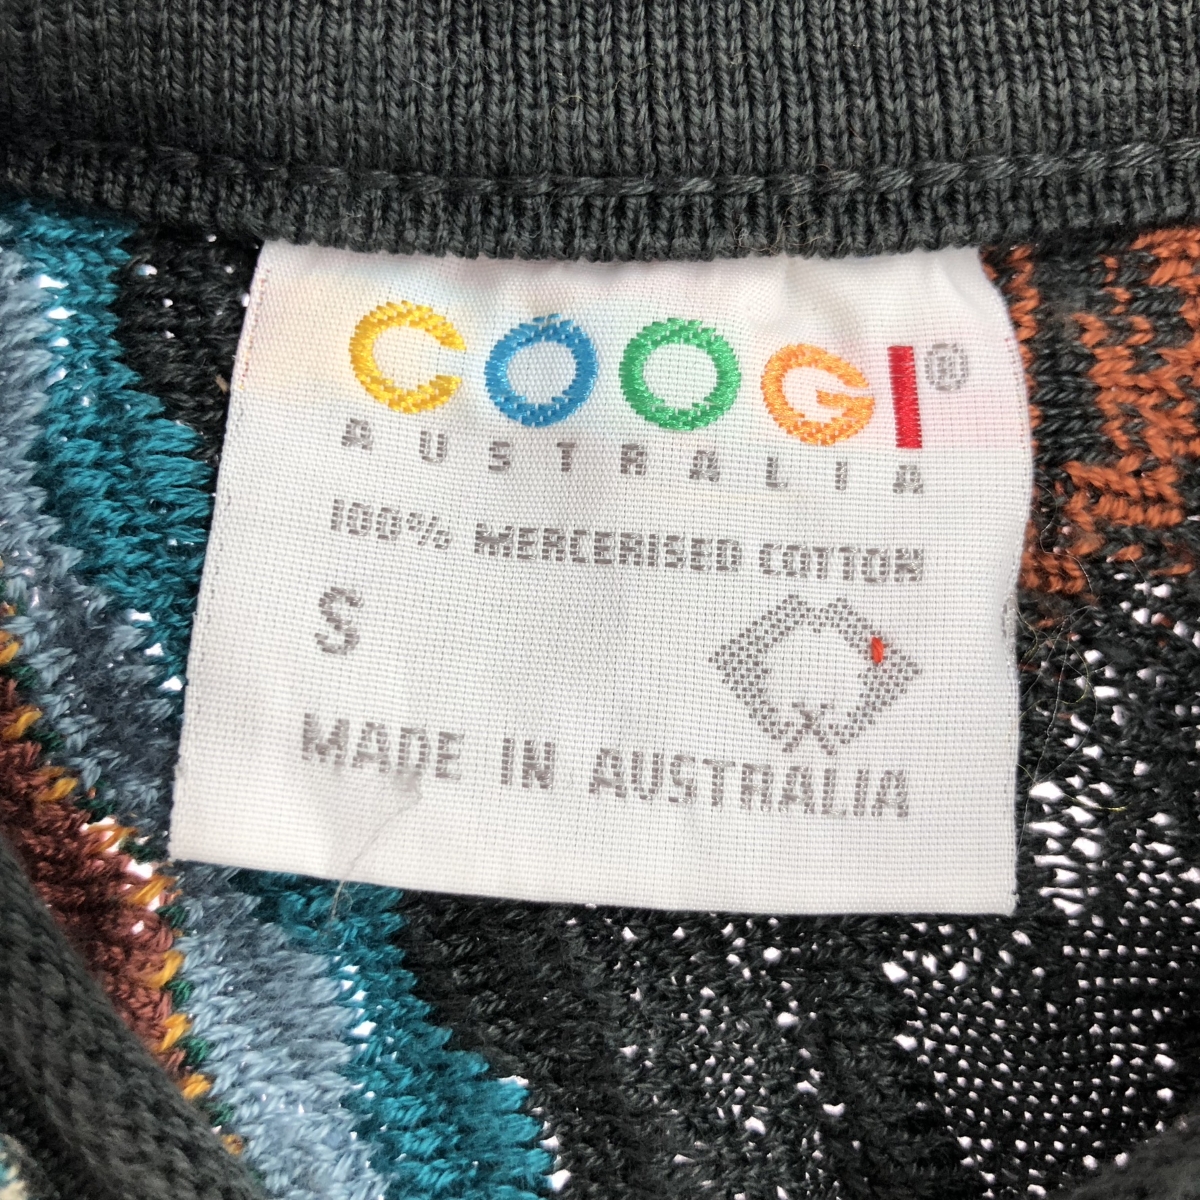 COOGI®
AUSTRALIA
100% MERCERISED COTTON
S
MADE IN AUSTRALIA